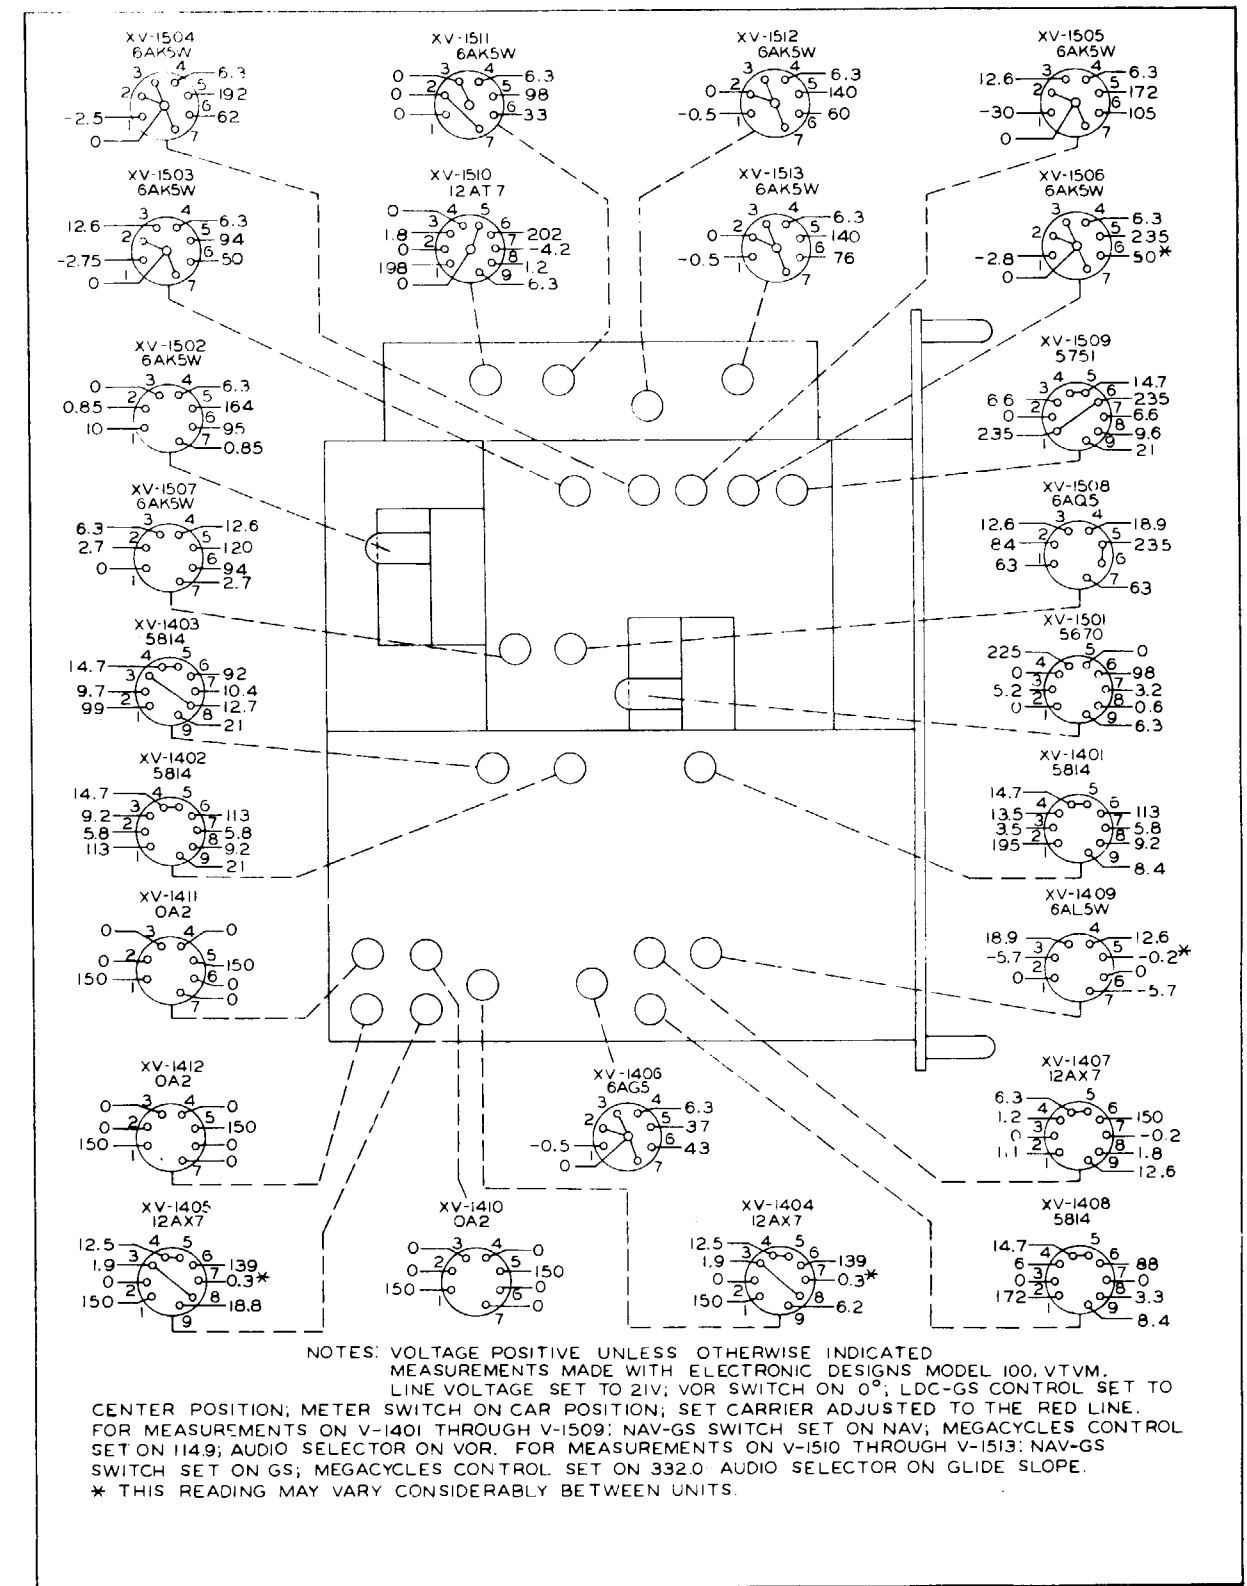 XV-1504
6AK5W
3 4 6.3
2 5 192
-2.5 1 6 62
0 7
XV-1511
6AK5W
0 3 4 6.3
0 2 5 98
0 1 6 33
7
XV-1512
6AK5W
3 4 6.3
0 2 5 140
-0.5 1 6 60
7
XV-1505
6AK5W
12.6 3 4 6.3
2 5 172
-30 1 6 105
0 7
XV-1503
6AK5W
12.6 3 4 6.3
2 5 94
-2.75 1 6 50
0 7
XV-1510
12AT7
0 4 5
1.8 3 6 202
0 2 7 -4.2
198 1 8 1.2
0 9 6.3
XV-1513
6AK5W
3 4 6.3
0 2 5 140
-0.5 1 6 76
7
XV-1506
6AK5W
3 4 6.3
2 5 235
-2.8 1 6 50*
0 7
XV-1502
6AK5W
0 3 4 6.3
0.85 2 5 164
10 1 6 95
7 0.85
XV-1509
5751
4 5 14.7
6.6 3 6 235
0 2 7 6.6
235 1 8 9.6
9 21
XV-1507
6AK5W
6.3 3 4 12.6
2.7 2 5 120
0 1 6 94
7 2.7
XV-1508
6AQ5
12.6 3 4 18.9
84 2 5 235
63 1 6
7 63
XV-1403
5814
14.7 4 5
3 6 92
9.7 2 7 10.4
99 1 8 12.7
9 21
XV-1501
5670
225 4 5 0
0 3 6 98
5.2 2 7 3.2
0 1 8 0.6
9 6.3
XV-1402
5814
14.7 4 5
9.2 3 6 113
5.8 2 7 5.8
113 1 8 9.2
9 21
XV-1401
5814
14.7 5
13.5 4 6 113
3.5 3 7 5.8
195 2 8 9.2
1 9 8.4
XV-1411
OA2
0 3 4 0
0 2 5 150
150 1 6 0
7 0
XV-1409
6AL5W
18.9 3 4 12.6
-5.7 2 5 -0.2*
0 1 6 0
7 -5.7
XV-1412
OA2
0 3 4 0
0 2 5 150
150 1 0
7 0
XV-1406
6AG5
3 4 6.3
2 5 37
-0.5 1 6 43
0 7
XV-1407
12AX7
6.3 5
1.2 4 6 150
0 3 7 -0.2
1.1 2 8 1.8
1 9 12.6
XV-1405
12AX7
12.5 4 5
1.9 3 6 139
0 2 7 0.3*
150 1 8 18.8
9
XV-1410
OA2
0 3 4 0
0 2 5 150
150 1 6 0
7 0
XV-1404
12AX7
12.5 4 5
1.9 3 6 139
0 2 7 0.3*
150 1 8 6.2
9
XV-1408
5814
14.7 5
6 4 6 88
0 3 7 0
172 2 8 3.3
1 9 8.4
NOTES: VOLTAGE POSITIVE UNLESS OTHERWISE INDICATED
MEASUREMENTS MADE WITH ELECTRONIC DESIGNS MODEL 100, VTVM.
LINE VOLTAGE SET TO 21V; VOR SWITCH ON 0°; LDC-GS CONTROL SET TO
CENTER POSITION; METER SWITCH ON CAR POSITION; SET CARRIER ADJUSTED TO THE RED LINE.
FOR MEASUREMENTS ON V-1401 THROUGH V-1509: NAV-GS SWITCH SET ON NAV; MEGACYCLES CONTROL
SET ON 114.9; AUDIO SELECTOR ON VOR. FOR MEASUREMENTS ON V-1510 THROUGH V-1513: NAV-GS
SWITCH SET ON GS; MEGACYCLES CONTROL SET ON 332.0 AUDIO SELECTOR ON GLIDE SLOPE.
* THIS READING MAY VARY CONSIDERABLY BETWEEN UNITS.